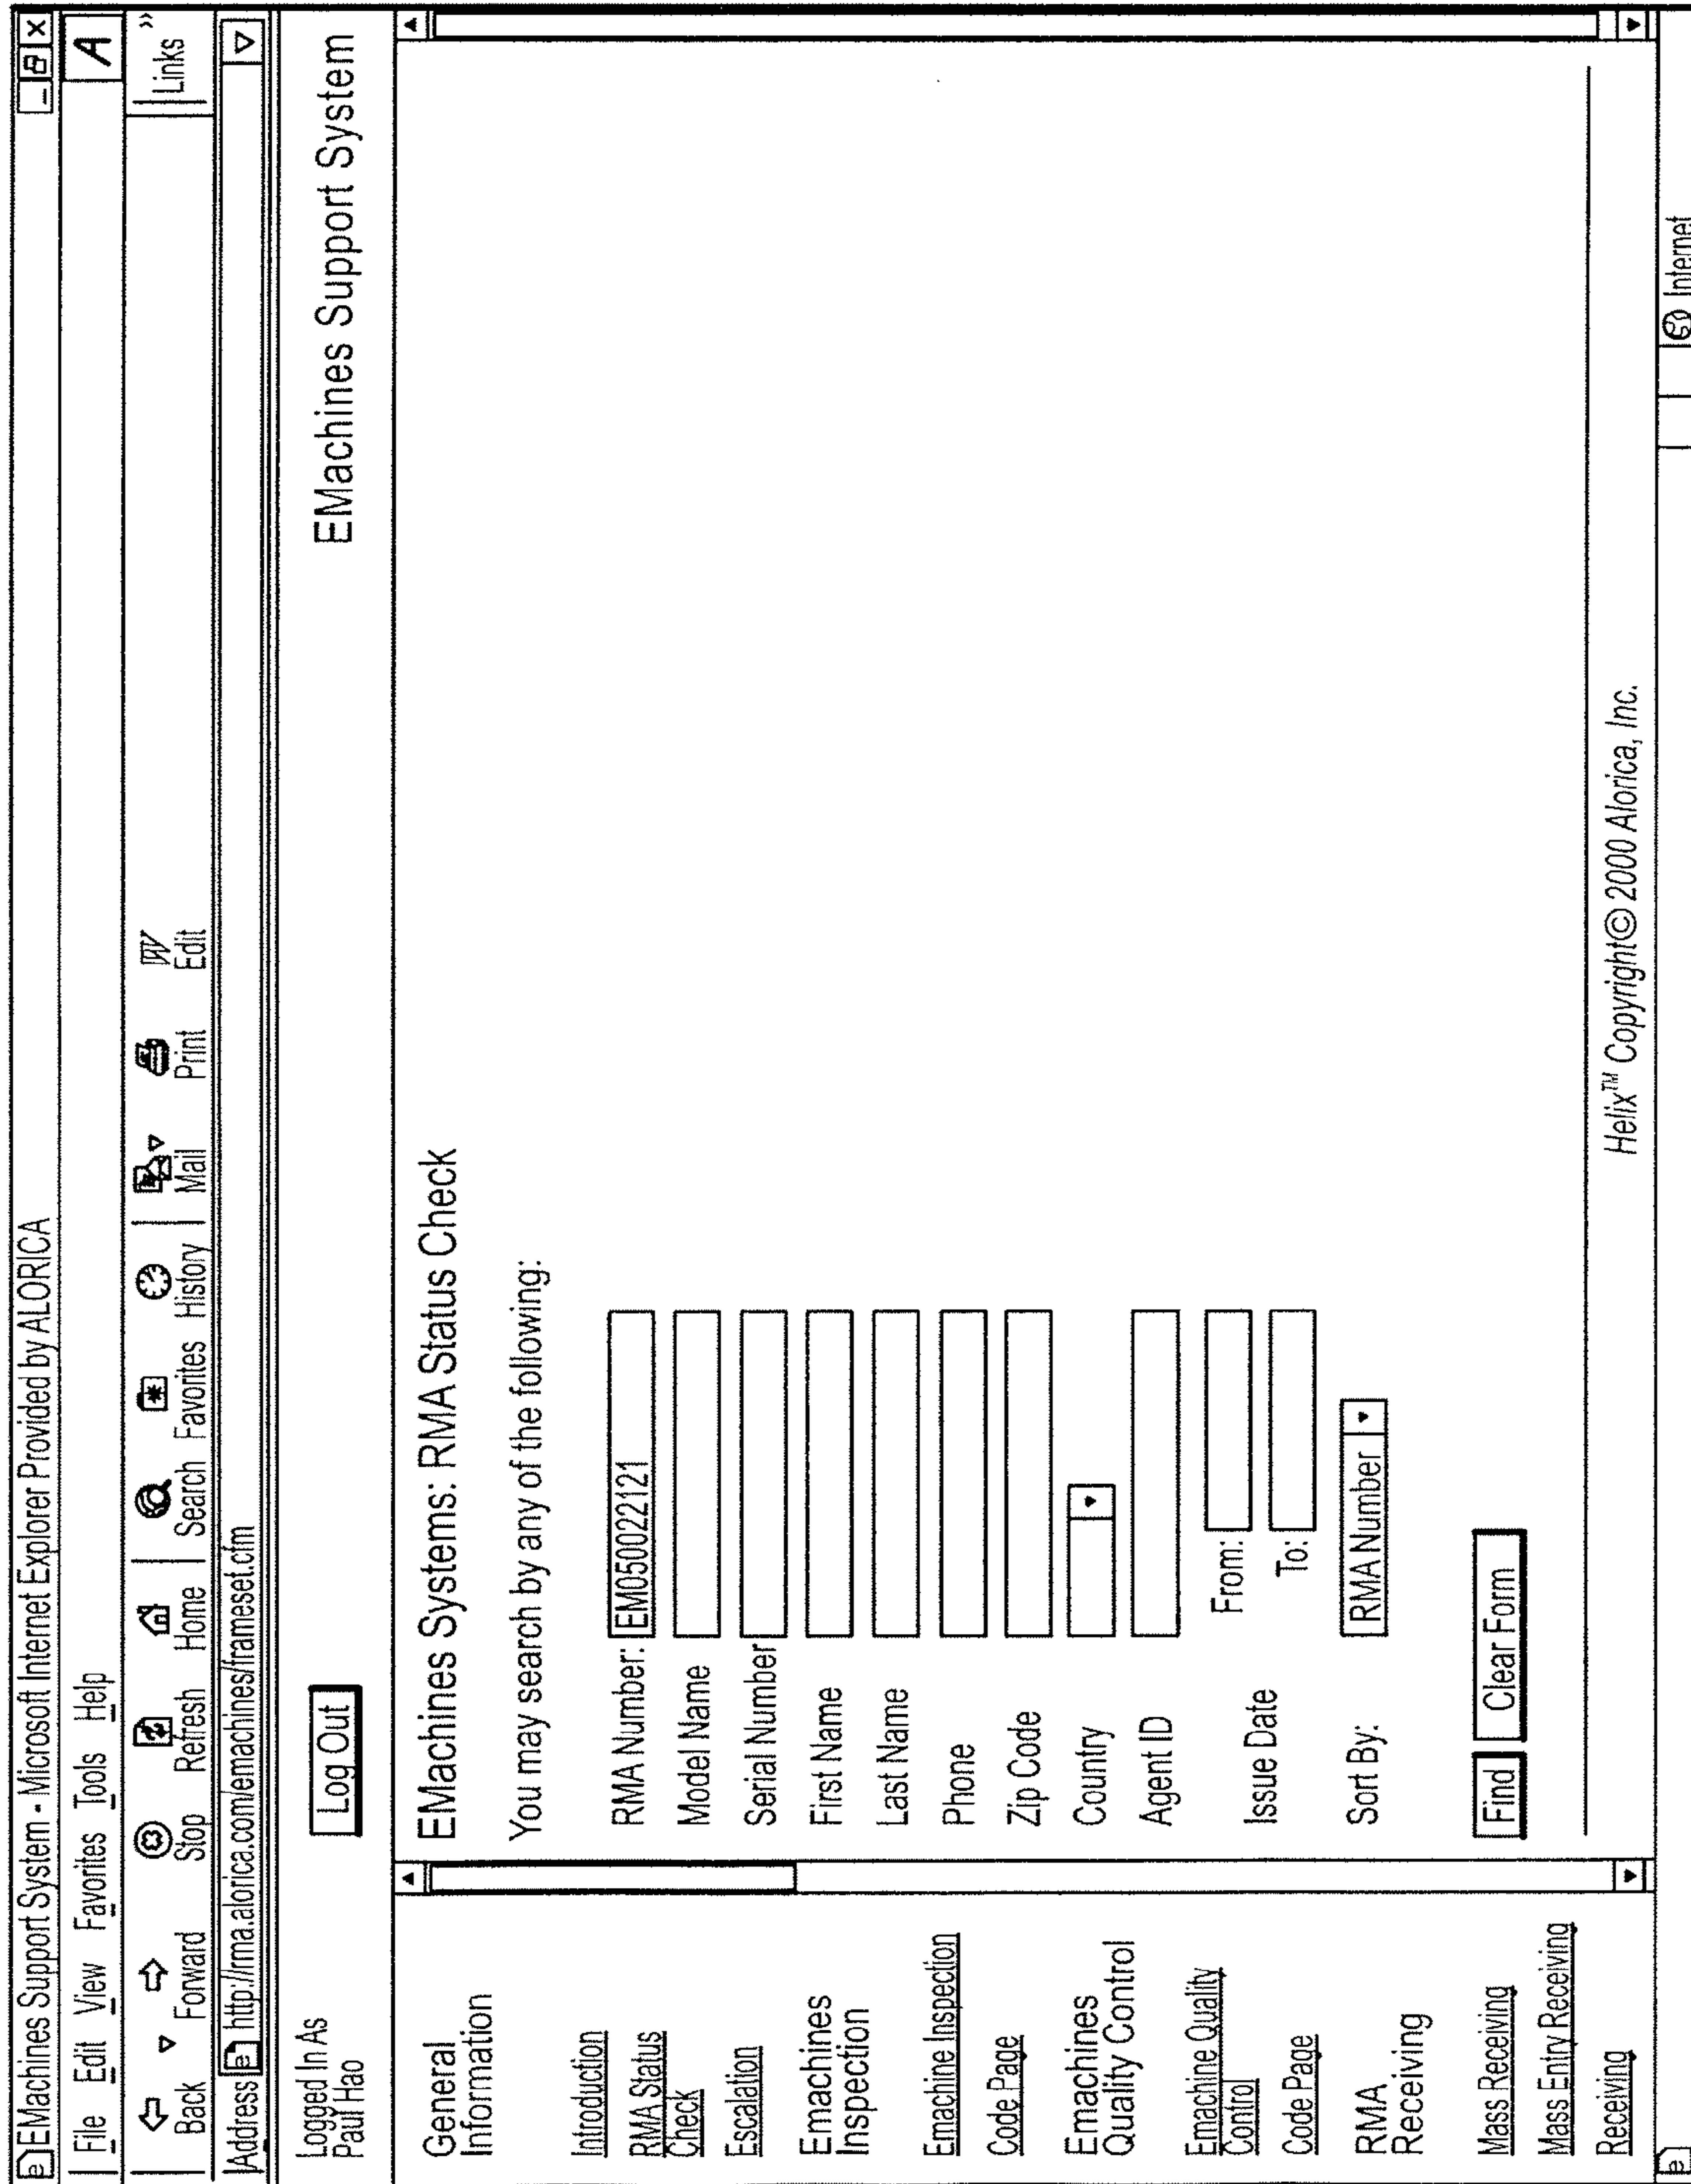 EMachines Support System - Microsoft Internet Explorer Provided by ALORICA
File Edit View Favorites Tools Help
Back Forward Stop Refresh Home Search Favorites History Mail Print Edit Links »
Address http://rma.alorica.com/emachines/frameset.cfm
Logged In As
Paul Hao
Log Out
EMachines Support System
General
Information
Introduction
RMA Status
Check
Escalation
Emachines
Inspection
Emachine Inspection
Code Page
Emachines
Quality Control
Emachine Quality
Control
Code Page
RMA
Receiving
Mass Receiving
Mass Entry Receiving
Receiving
EMachines Systems: RMA Status Check
You may search by any of the following:
RMA Number: EM05002​2121
Model Name
Serial Number
First Name
Last Name
Phone
Zip Code
Country
Agent ID
Issue Date From:
To:
Sort By: RMA Number
Find Clear Form
Helix™ Copyright© 2000 Alorica, Inc.
Internet